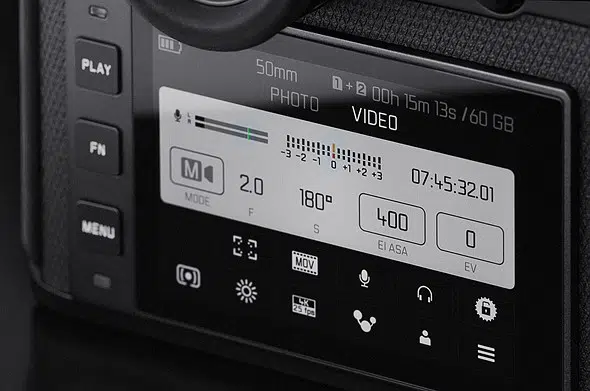 PLAY
FN
MENU
50mm
1+2 00h 15m 13s /60 GB
PHOTO VIDEO
L
R
-3 -2 -1 0 +1 +2 +3
07:45:32.01
M
MODE
2.0
F
180°
S
400
EI ASA
0
EV
MOV
4K
25 fps